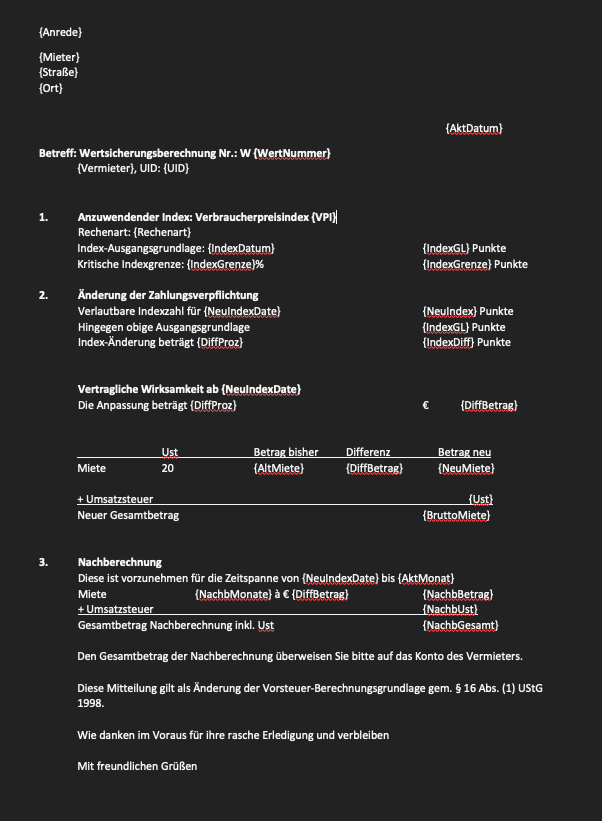 {Anrede}
{Mieter}
{Straße}
{Ort}
{AktDatum}
Betreff: Wertsicherungsberechnung Nr.: W {WertNummer}
{Vermieter}, UID: {UID}
1. Anzuwendender Index: Verbraucherpreisindex {VPI}
Rechenart: {Rechenart}
Index-Ausgangsgrundlage: {IndexDatum} {IndexGL} Punkte
Kritische Indexgrenze: {IndexGrenze}% {IndexGrenze} Punkte
2. Änderung der Zahlungsverpflichtung
Verlautbare Indexzahl für {NeuIndexDate} {NeuIndex} Punkte
Hingegen obige Ausgangsgrundlage {IndexGL} Punkte
Index-Änderung beträgt {DiffProz} {IndexDiff} Punkte
Vertragliche Wirksamkeit ab {NeuIndexDate}
Die Anpassung beträgt {DiffProz} € {DiffBetrag}
Ust Betrag bisher Differenz Betrag neu
Miete 20 {AltMiete} {DiffBetrag} {NeuMiete}
+ Umsatzsteuer {Ust}
Neuer Gesamtbetrag {BruttoMiete}
3. Nachberechnung
Diese ist vorzunehmen für die Zeitspanne von {NeuIndexDate} bis {AktMonat}
Miete {NachbMonate} à € {DiffBetrag} {NachbBetrag}
+ Umsatzsteuer {NachbUst}
Gesamtbetrag Nachberechnung inkl. Ust {NachbGesamt}
Den Gesamtbetrag der Nachberechnung überweisen Sie bitte auf das Konto des Vermieters.
Diese Mitteilung gilt als Änderung der Vorsteuer-Berechnungsgrundlage gem. § 16 Abs. (1) UStG
1998.
Wie danken im Voraus für ihre rasche Erledigung und verbleiben
Mit freundlichen Grüßen